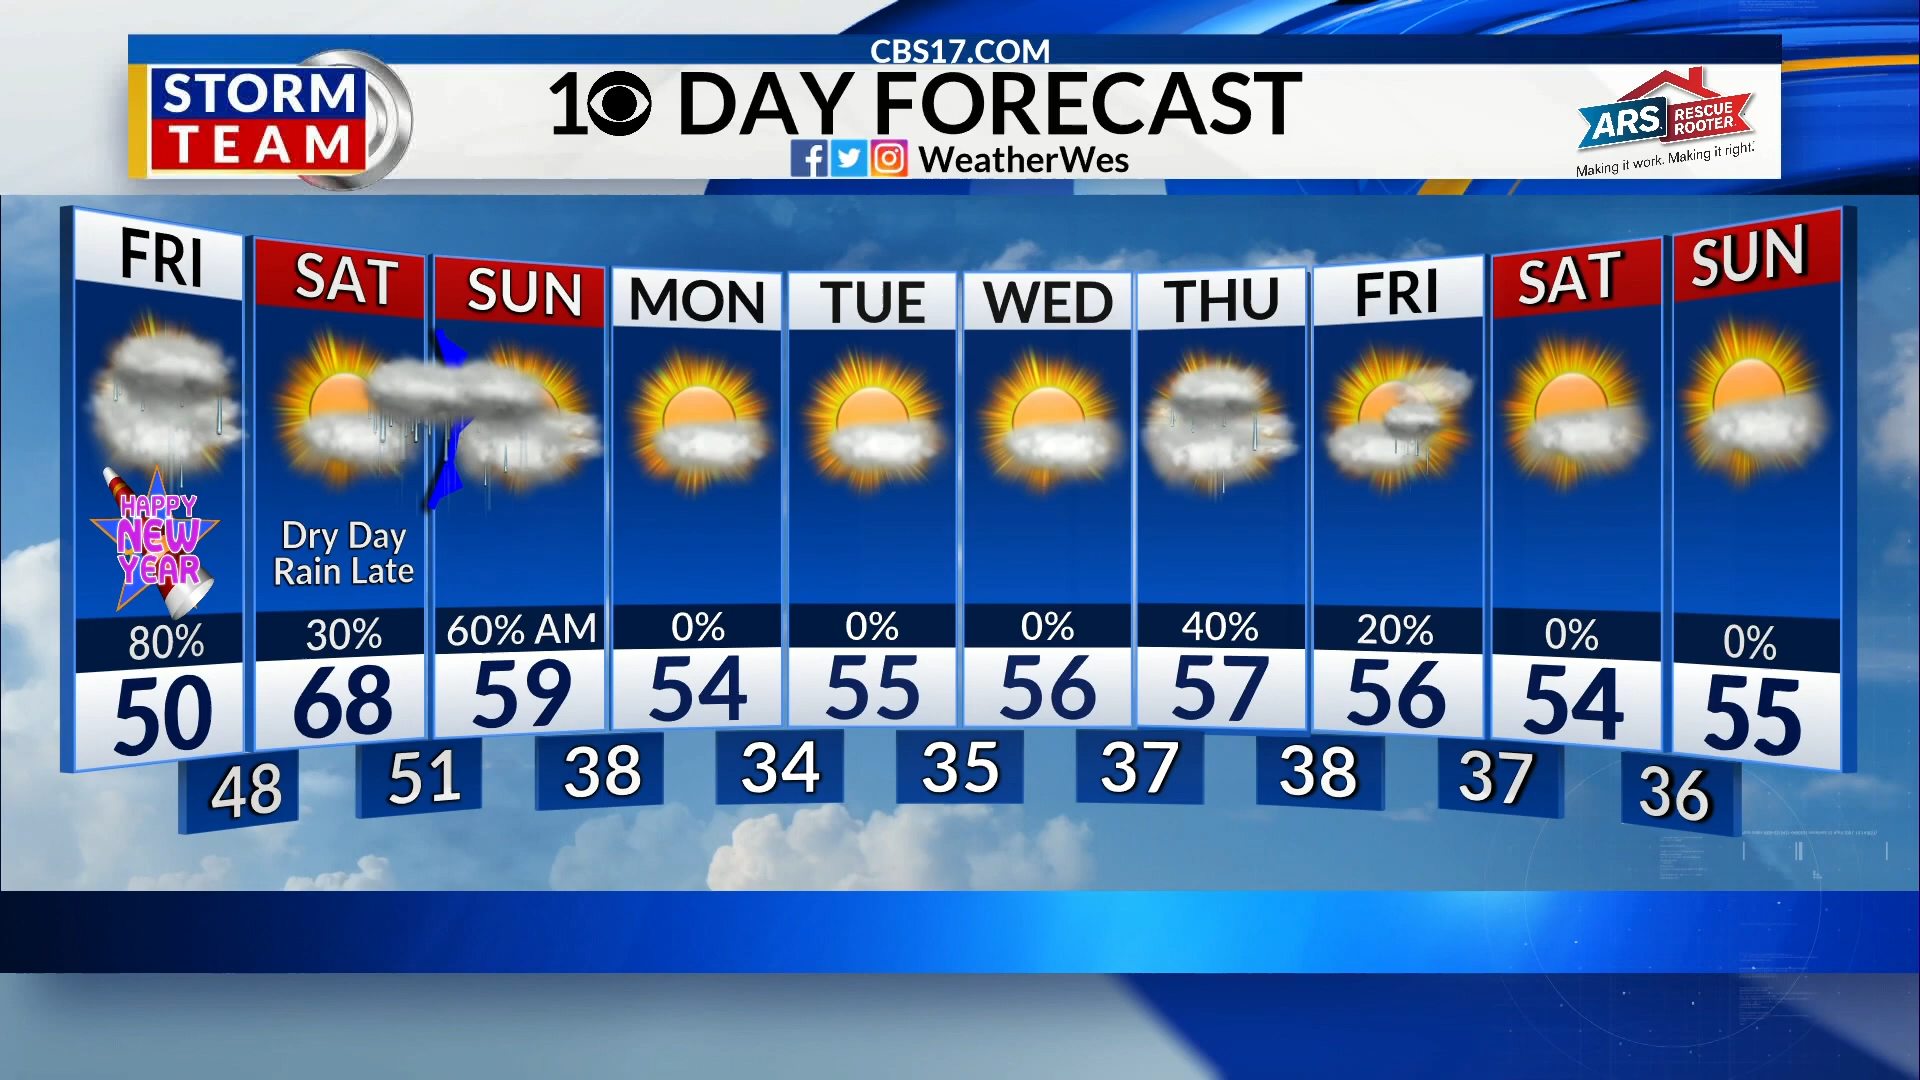 CBS17.COM
STORM
TEAM
10 DAY FORECAST
WeatherWes
ARS
RESCUE
ROOTER
Making it work. Making it right.
FRI SAT SUN MON TUE WED THU FRI SAT SUN
HAPPY
NEW
YEAR
Dry Day
Rain Late
80% 30% 60% AM 0% 0% 0% 40% 20% 0% 0%
50 68 59 54 55 56 57 56 54 55
48 51 38 34 35 37 38 37 36